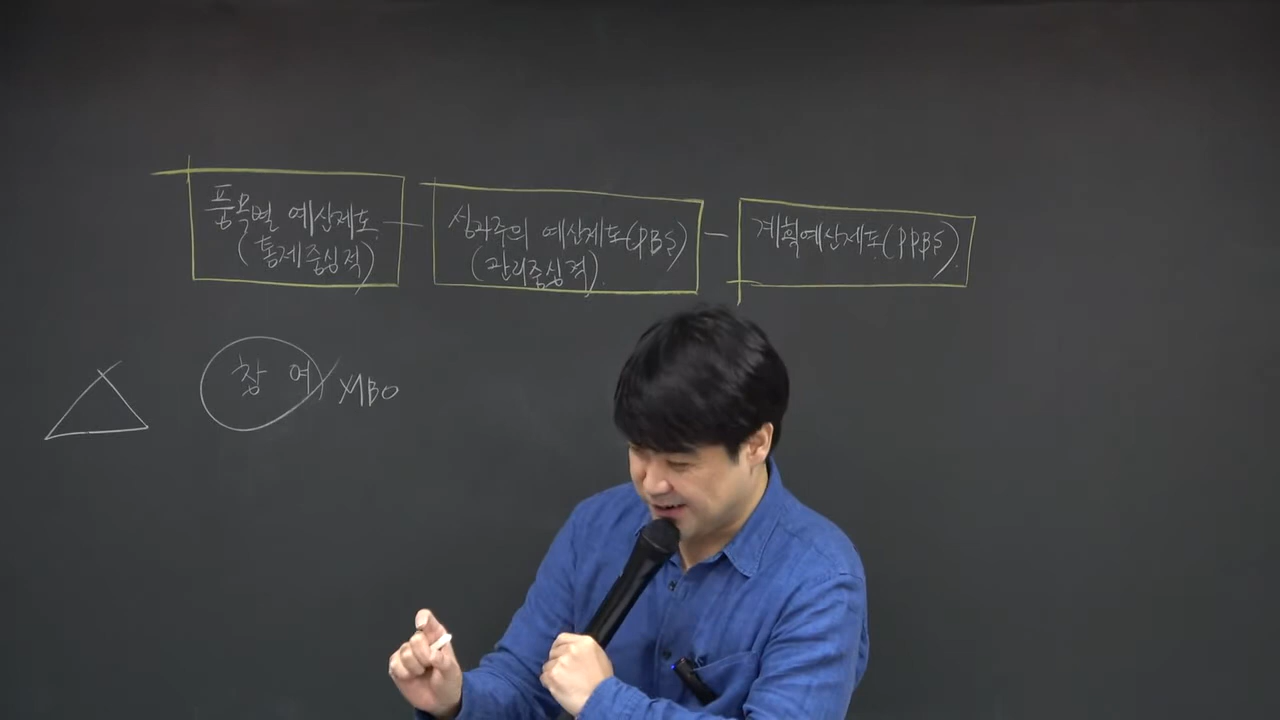 품목별 예산제도
(통제중심적)
성과주의 예산제도(PBS)
(관리중심적).
계획예산제도(PPBS).
참여
MBO